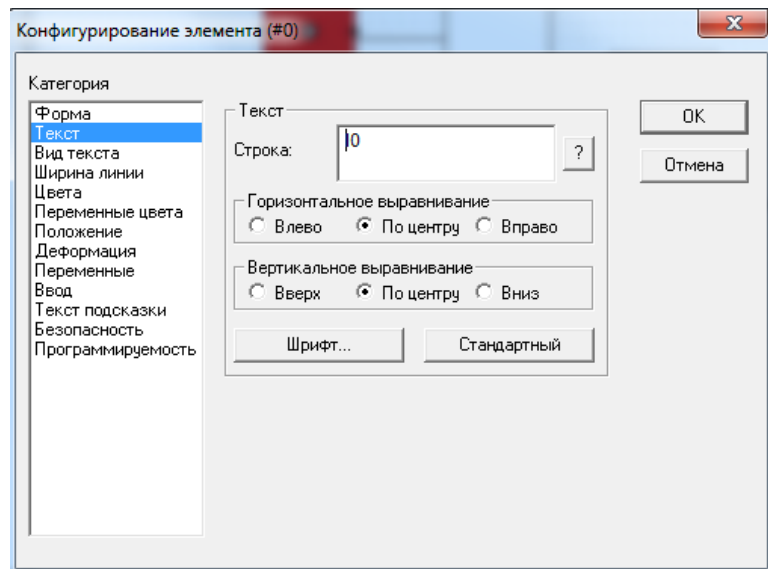 Конфигурирование элемента (#0)
Категория
Форма
Текст
Вид текста
Ширина линии
Цвета
Переменные цвета
Положение
Деформация
Переменные
Ввод
Текст подсказки
Безопасность
Программируемость
Текст
Строка:
I0
?
Горизонтальное выравнивание
Влево
По центру
Вправо
Вертикальное выравнивание
Вверх
По центру
Вниз
Шрифт...
Стандартный
OK
Отмена